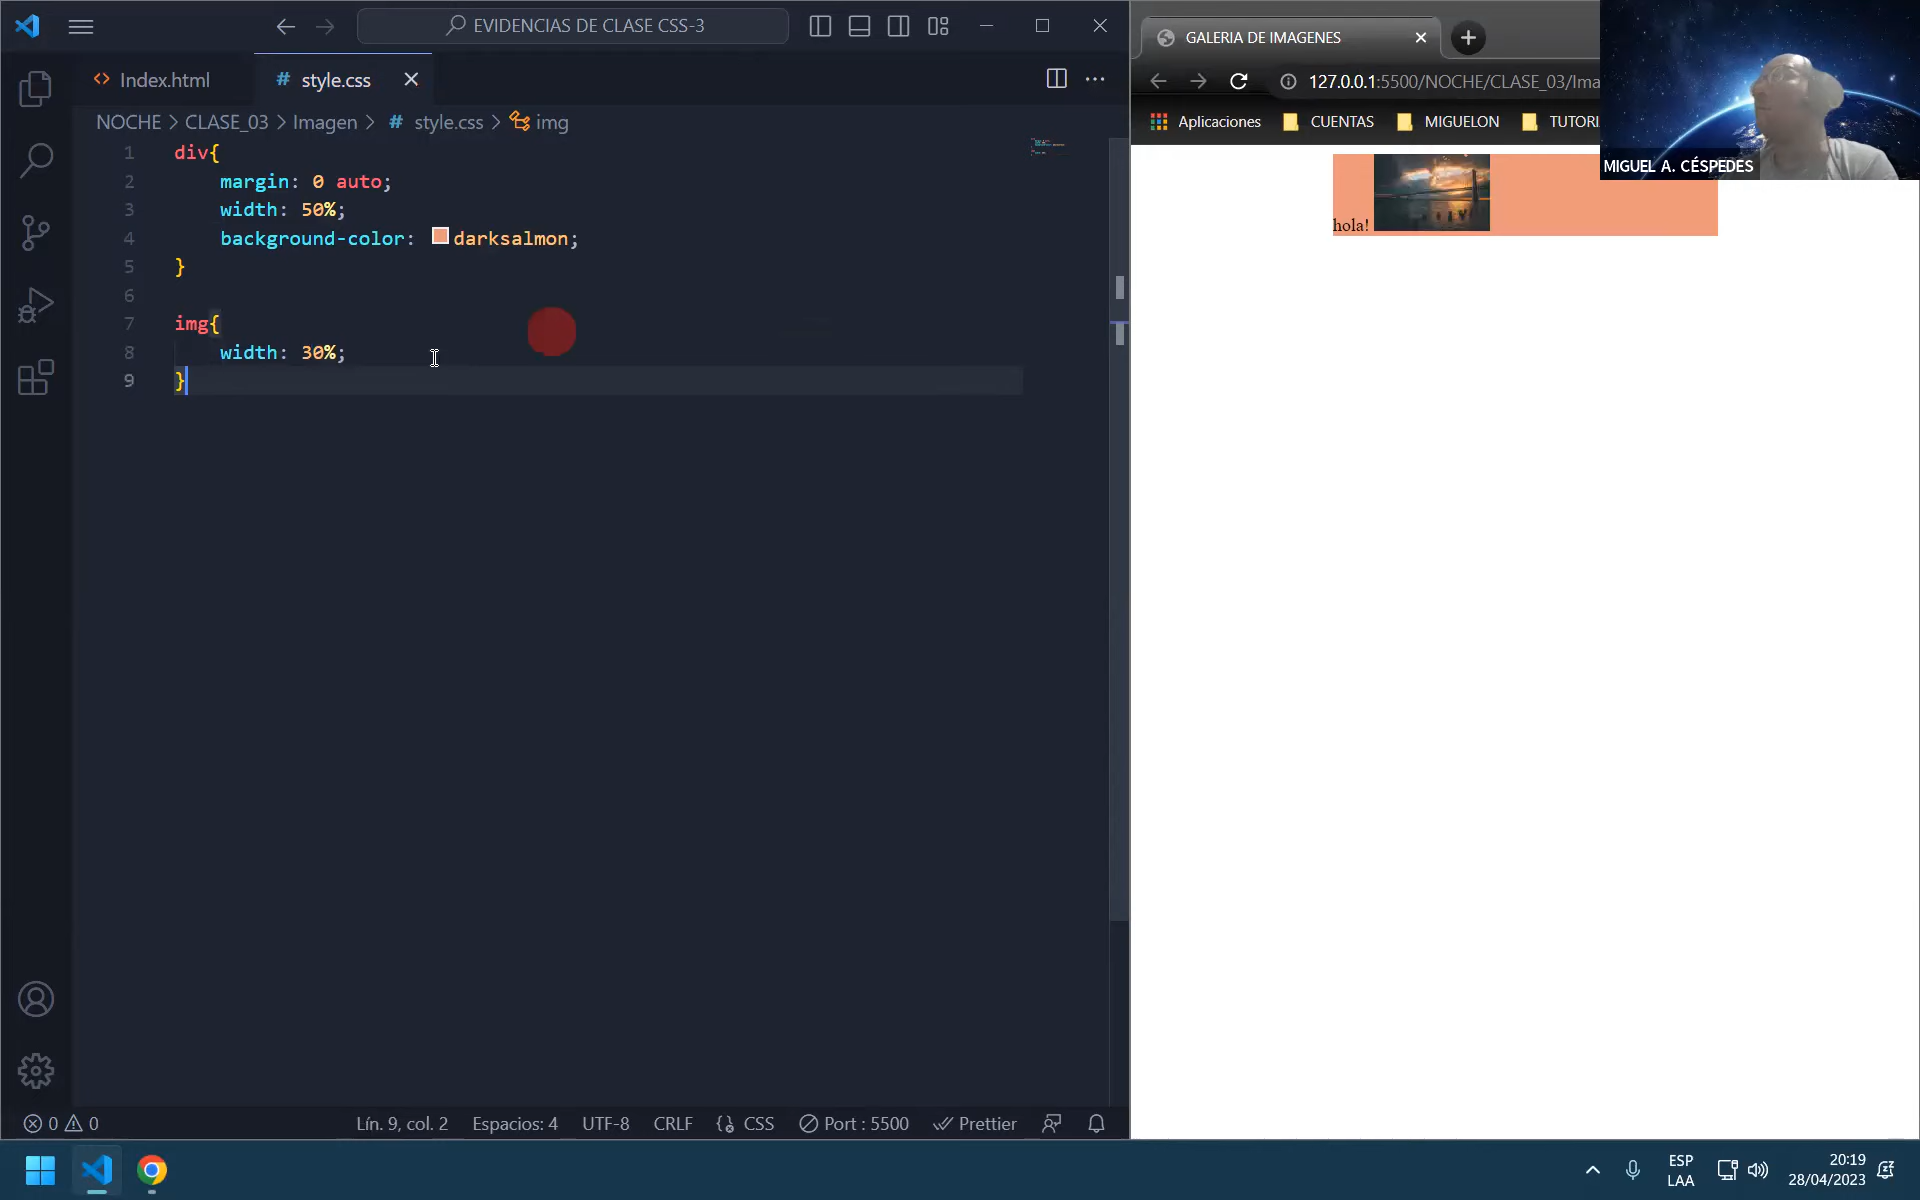 EVIDENCIAS DE CLASE CSS-3
Index.html
# style.css
NOCHE > CLASE_03 > Imagen > # style.css > img
1 div{
2 margin: 0 auto;
3 width: 50%;
4 background-color: darksalmon;
5 }
6
7 img{
8 width: 30%;
9 }
0 0
Lín. 9, col. 2
Espacios: 4
UTF-8
CRLF
CSS
Port : 5500
Prettier
GALERIA DE IMAGENES
127.0.0.1:5500/NOCHE/CLASE_03/Ima
Aplicaciones
CUENTAS
MIGUELON
TUTORI
MIGUEL A. CÉSPEDES
hola!
ESP
LAA
20:19
28/04/2023